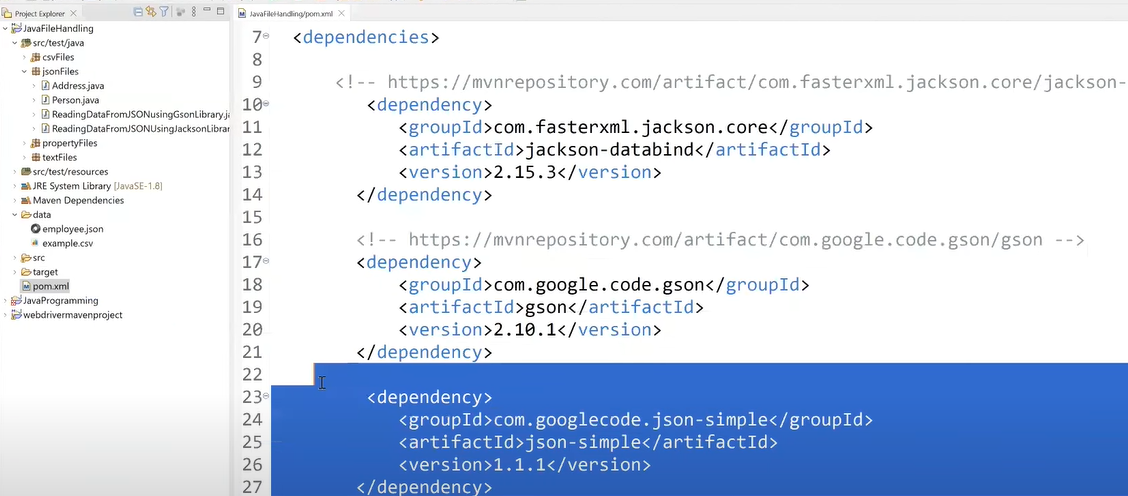 Project Explorer
JavaFileHandling
src/test/java
csvFiles
jsonFiles
Address.java
Person.java
ReadingDataFromJSONusingGsonLibrary.ja
ReadingDataFromJSONUsingJacksonLibrar
propertyFiles
textFiles
src/test/resources
JRE System Library [JavaSE-1.8]
Maven Dependencies
data
employee.json
example.csv
src
target
pom.xml
JavaProgramming
webdrivermavenproject
JavaFileHandling/pom.xml
7 <dependencies>
8
9 <!-- https://mvnrepository.com/artifact/com.fasterxml.jackson.core/jackson-
10 <dependency>
11 <groupId>com.fasterxml.jackson.core</groupId>
12 <artifactId>jackson-databind</artifactId>
13 <version>2.15.3</version>
14 </dependency>
15
16 <!-- https://mvnrepository.com/artifact/com.google.code.gson/gson -->
17 <dependency>
18 <groupId>com.google.code.gson</groupId>
19 <artifactId>gson</artifactId>
20 <version>2.10.1</version>
21 </dependency>
22
23 <dependency>
24 <groupId>com.googlecode.json-simple</groupId>
25 <artifactId>json-simple</artifactId>
26 <version>1.1.1</version>
27 </dependency>